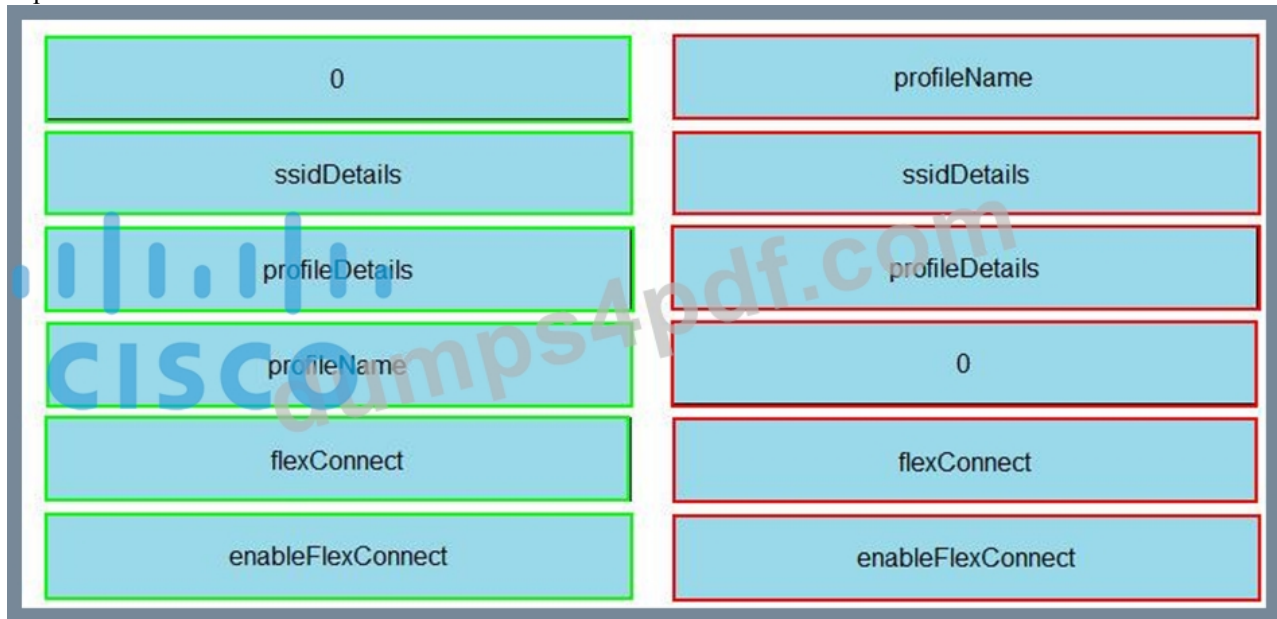 0 profileName
ssidDetails ssidDetails
profileDetails profileDetails
profileName 0
flexConnect flexConnect
enableFlexConnect enableFlexConnect
CISCO
dumps4pdf.com